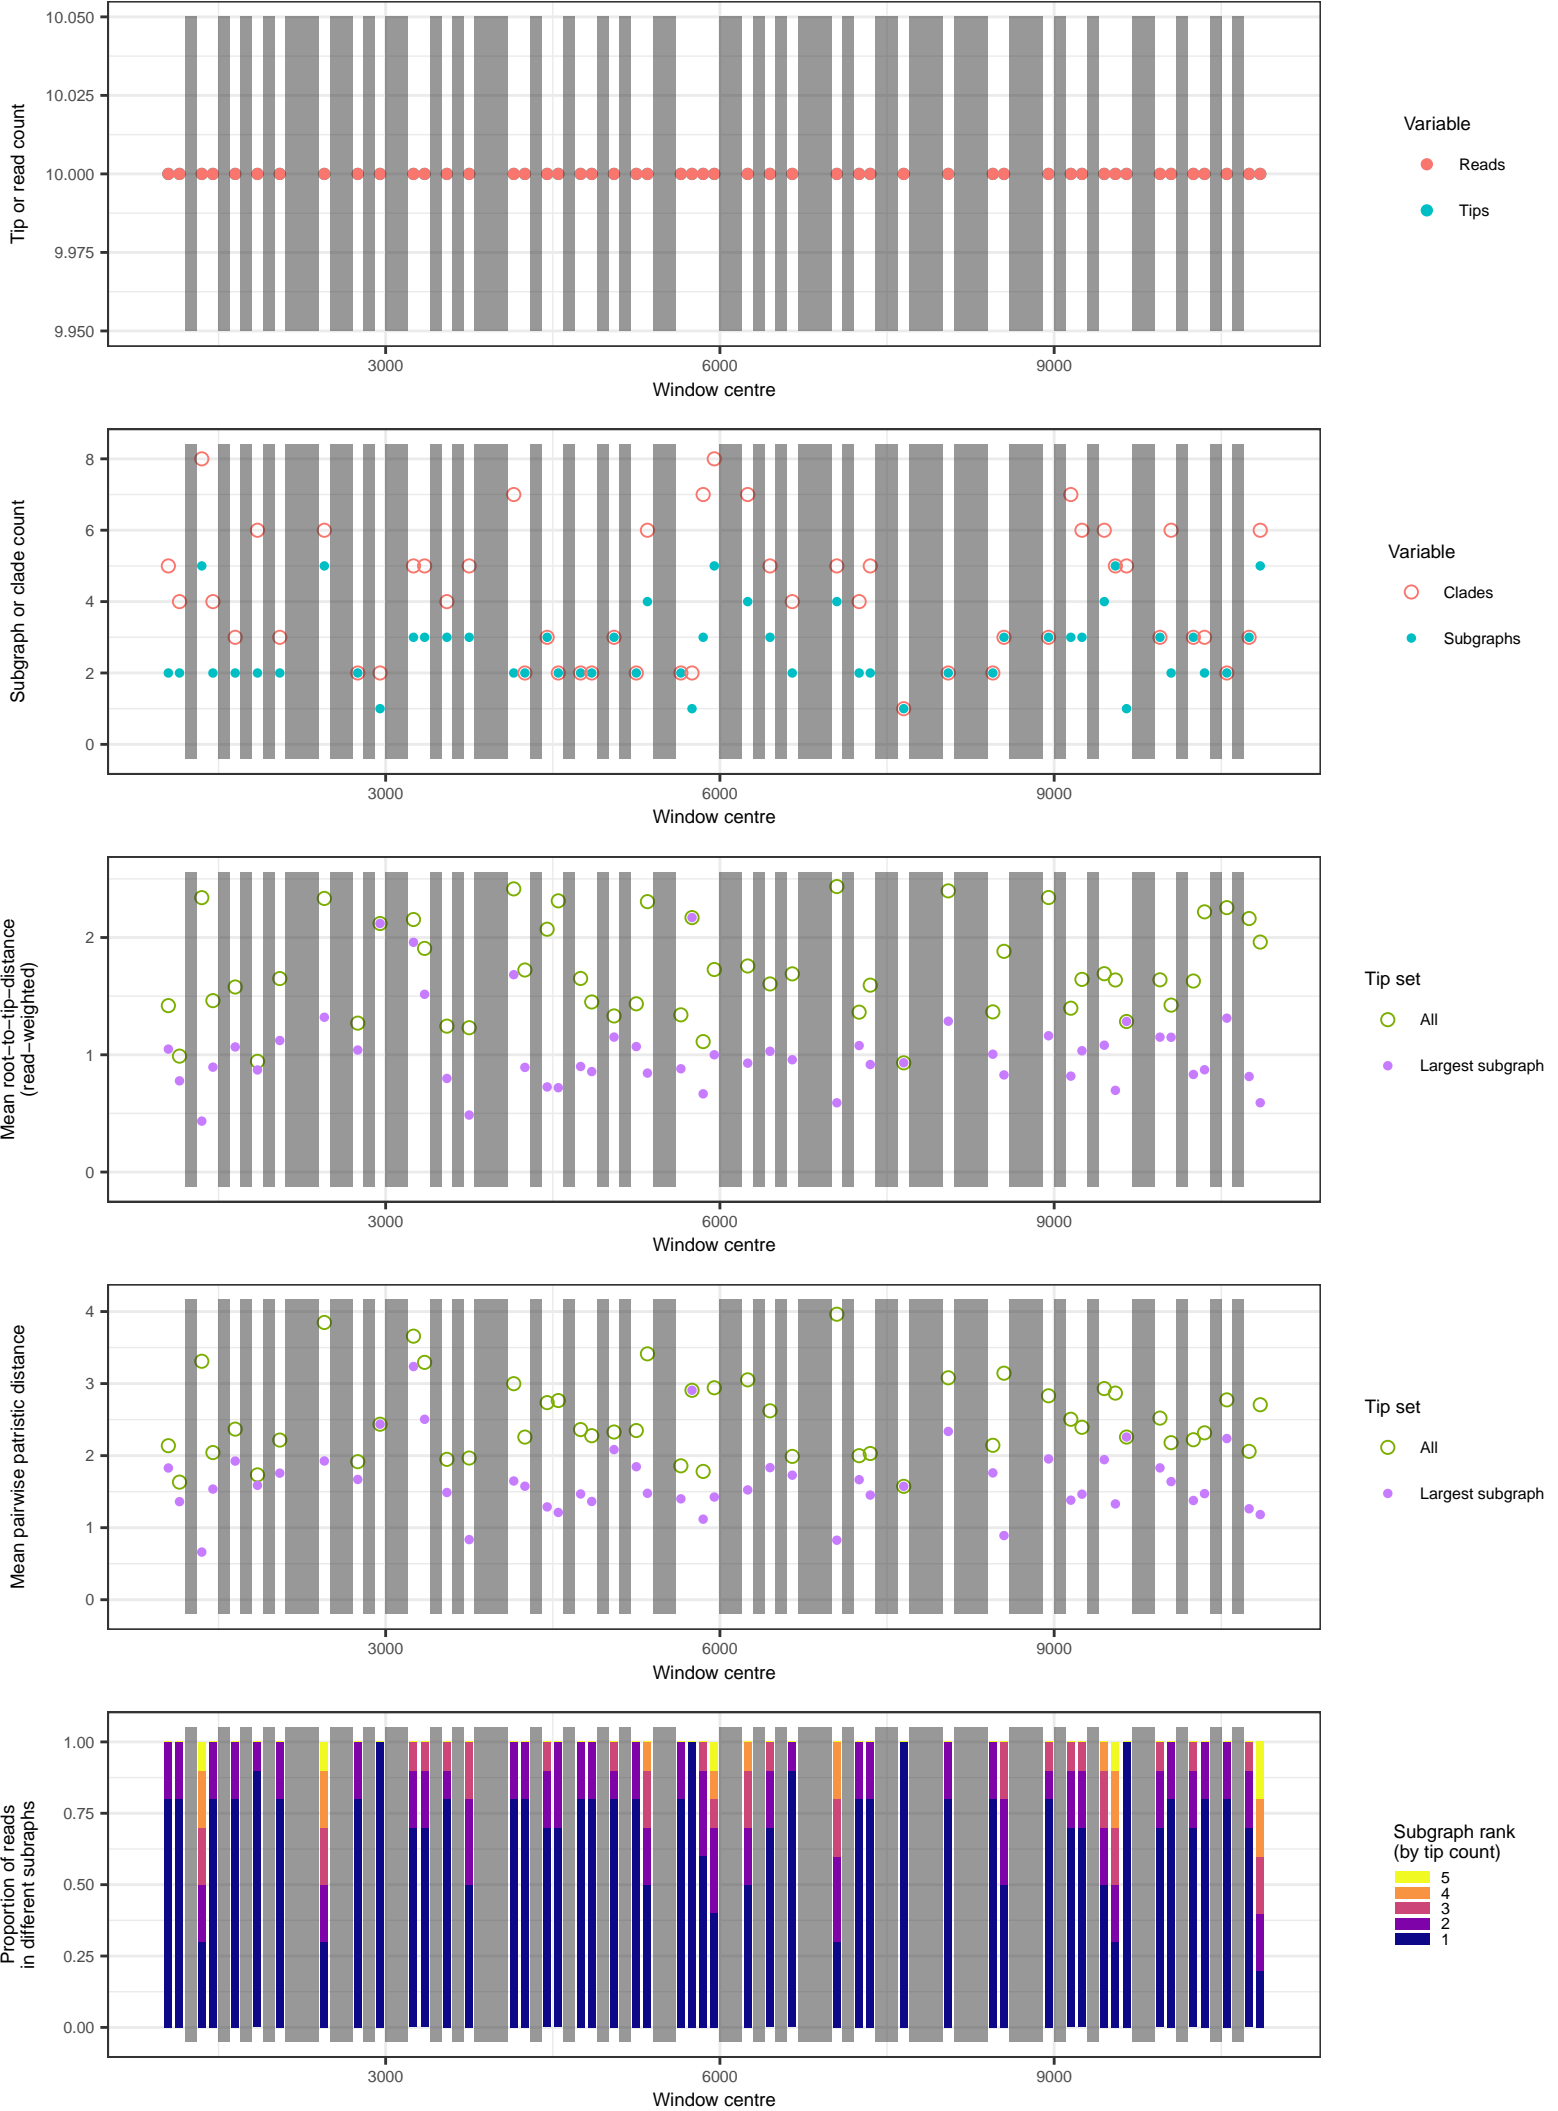 10.050
10.025
10.000
9.975
9.950
Tip or read count
3000
6000
9000
Window centre
Variable
Reads
Tips
8
6
4
2
0
Subgraph or clade count
3000
6000
9000
Window centre
Variable
Clades
Subgraphs
2
1
0
Mean root−to−tip−distance
(read−weighted)
3000
6000
9000
Window centre
Tip set
All
Largest subgraph
4
3
2
1
0
Mean pairwise patristic distance
3000
6000
9000
Window centre
Tip set
All
Largest subgraph
1.00
0.75
0.50
0.25
0.00
Proportion of reads
in different subraphs
3000
6000
9000
Window centre
Subgraph rank
(by tip count)
5
4
3
2
1